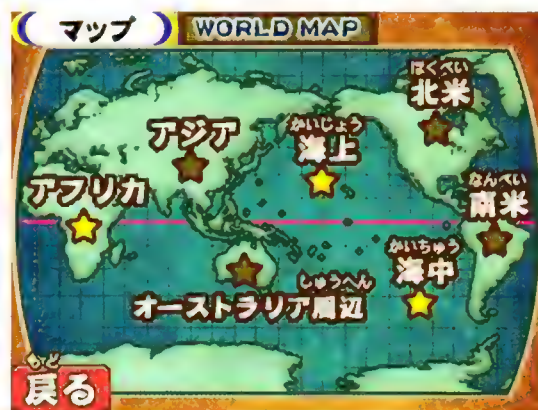 マップ
WORLD MAP
ほくべい
北米
アジア
かいじょう
海上
アフリカ
なんべい
南米
かいちゅう
海中
しゅうへん
オーストラリア周辺
もど
戻る